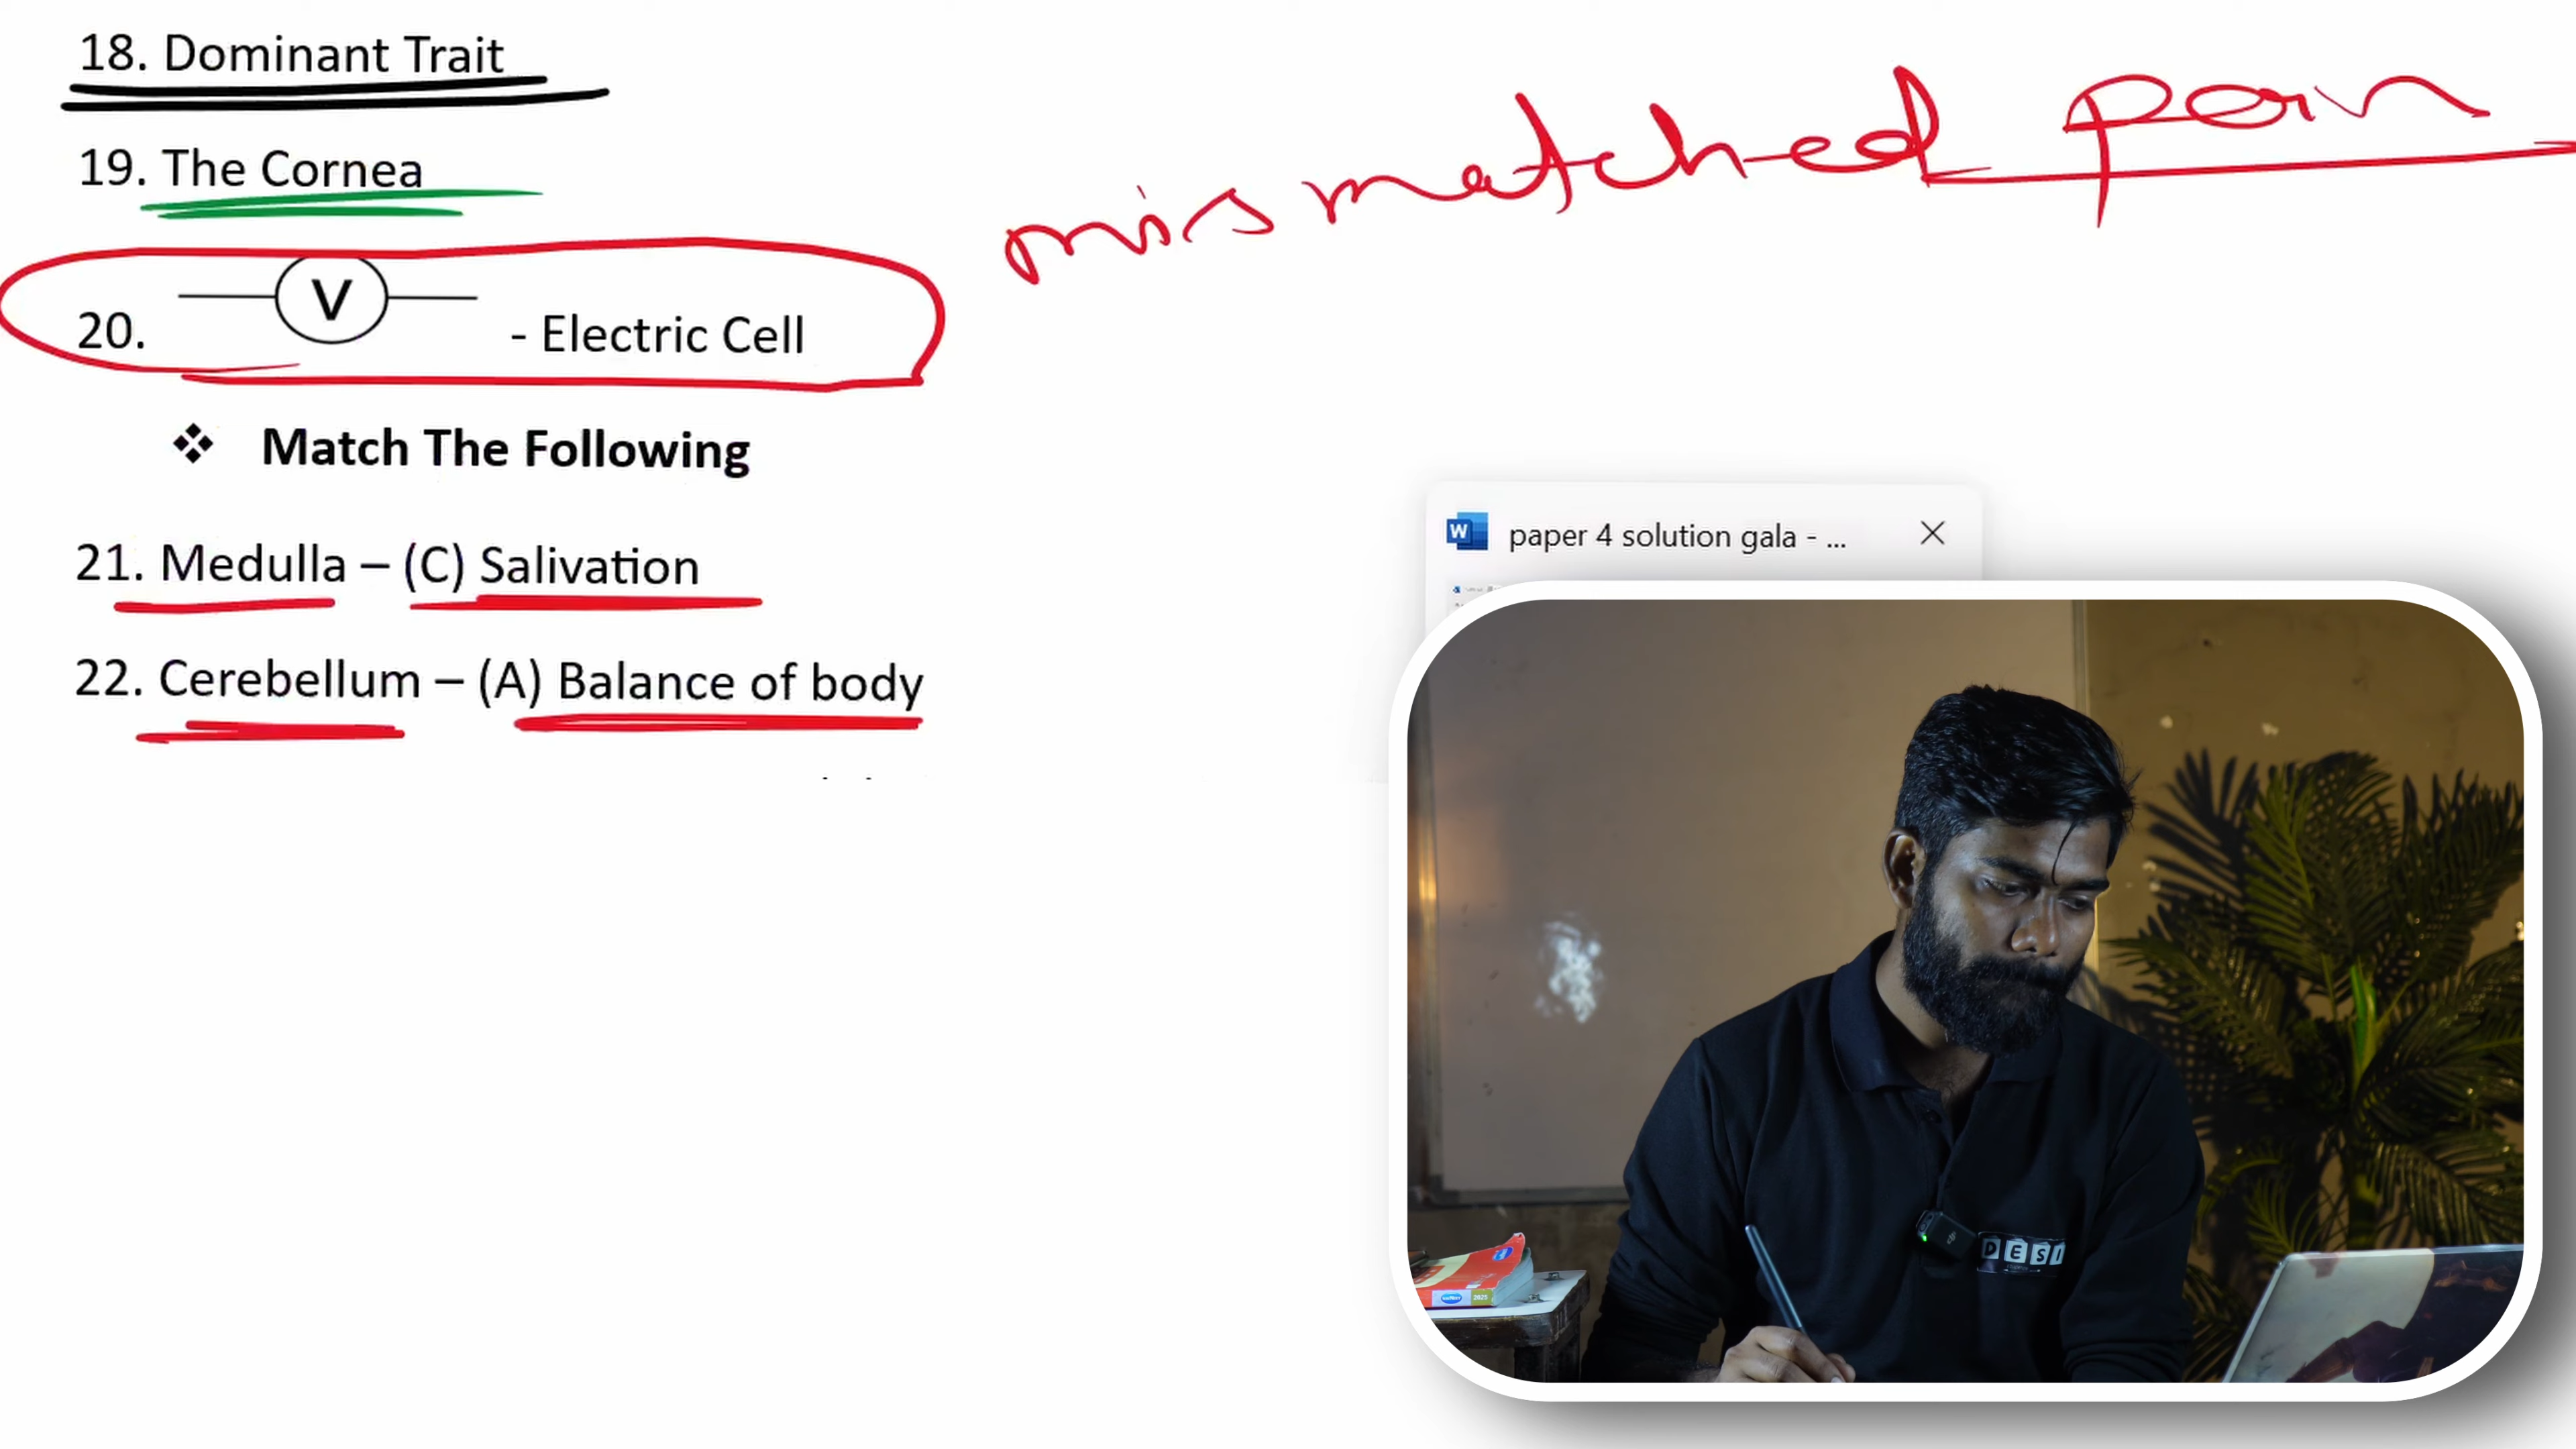 18. Dominant Trait
mismatched pair
19. The Cornea
V
20. - Electric Cell
❖ Match The Following
21. Medulla – (C) Salivation
paper 4 solution gala - ...
22. Cerebellum – (A) Balance of body
DESI
2025